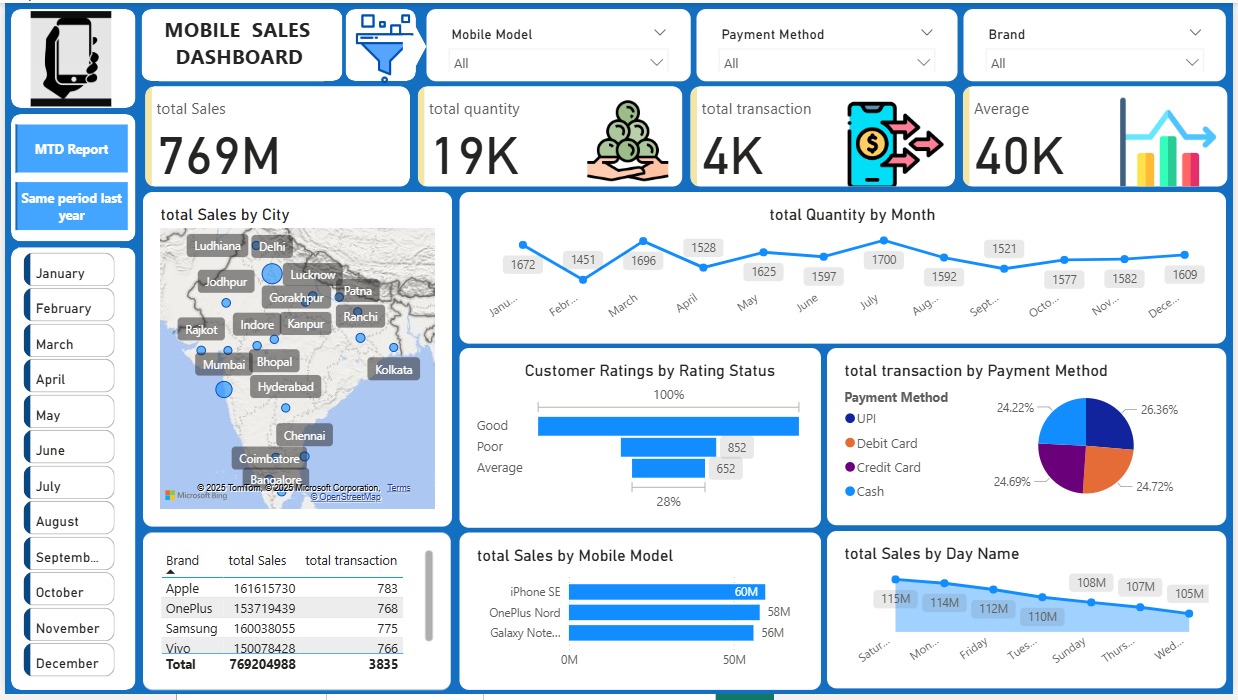 MOBILE SALES
DASHBOARD
Mobile Model
All
Payment Method
All
Brand
All
MTD Report
Same period last
year
total Sales
769M
total quantity
19K
total transaction
4K
Average
40K
January
February
March
April
May
June
July
August
Septemb...
October
November
December
total Sales by City
Ludhiana
Delhi
Jodhpur
Lucknow
Gorakhpur
Patna
Rajkot
Indore
Kanpur
Ranchi
Mumbai
Bhopal
Kolkata
Hyderabad
Chennai
Coimbatore
Bangalore
Microsoft Bing
© 2025 TomTom, © 2025 Microsoft Corporation, Terms
© OpenStreetMap
total Quantity by Month
1672
1451
1696
1528
1625
1597
1700
1592
1521
1577
1582
1609
Janu...
Febr...
March
April
May
June
July
Aug...
Sept...
Octo...
Nov...
Dece...
Customer Ratings by Rating Status
100%
Good
Poor
852
Average
652
28%
total transaction by Payment Method
Payment Method
UPI
Debit Card
Credit Card
Cash
24.22%
26.36%
24.69%
24.72%
Brand total Sales total transaction
Apple 161615730 783
OnePlus 153719439 768
Samsung 160038055 775
Vivo 150078428 766
Total 769204988 3835
total Sales by Mobile Model
iPhone SE 60M
OnePlus Nord 58M
Galaxy Note... 56M
0M 50M
total Sales by Day Name
115M
114M
112M
110M
108M
107M
105M
Satur...
Mon...
Friday
Tues...
Sunday
Thurs...
Wed...